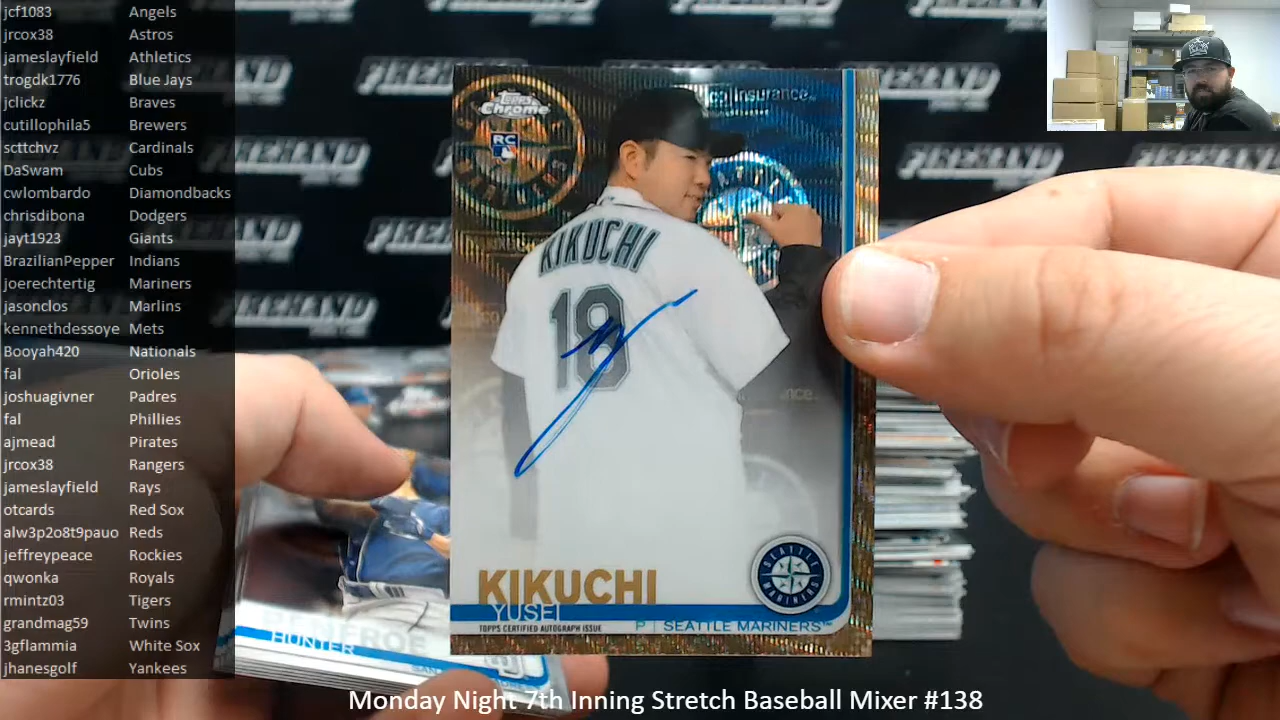 jcf1083 Angels
jrcox38 Astros
jameslayfield Athletics
trogdk1776 Blue Jays
jclickz Braves
cutillophila5 Brewers
scttchvz Cardinals
DaSwam Cubs
cwlombardo Diamondbacks
chrisdibona Dodgers
jayt1923 Giants
BrazilianPepper Indians
joerechtertig Mariners
jasonclos Marlins
kennethdessoye Mets
Booyah420 Nationals
fal Orioles
joshuagivner Padres
fal Phillies
ajmead Pirates
jrcox38 Rangers
jameslayfield Rays
otcards Red Sox
alw3p2o8t9pauo Reds
jeffreypeace Rockies
qwonka Royals
rmintz03 Tigers
grandmag59 Twins
3gflammia White Sox
jhanesgolf Yankees
FIREHAND
Topps
Chrome
RC
MARINERS
Insurance
KIKUCHI
18
KIKUCHI
YUSEI
TOPPS CERTIFIED AUTOGRAPH ISSUE
P | SEATTLE MARINERS™
SEATTLE
MARINERS
HUNTER
Monday Night 7th Inning Stretch Baseball Mixer #138